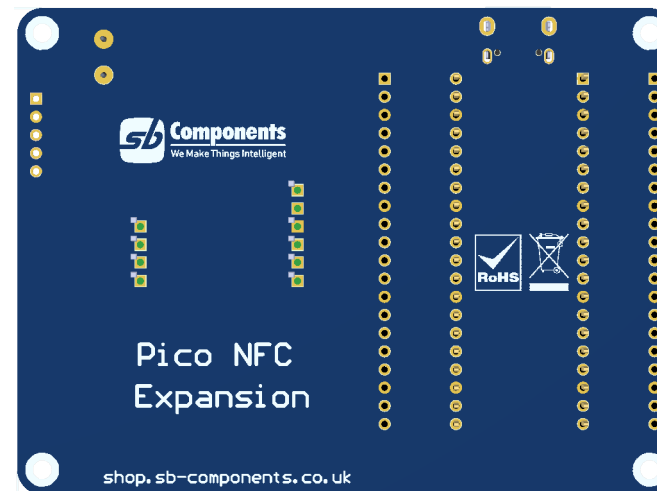 sb Components
We Make Things Intelligent
RoHS
Pico NFC
Expansion
shop.sb-components.co.uk